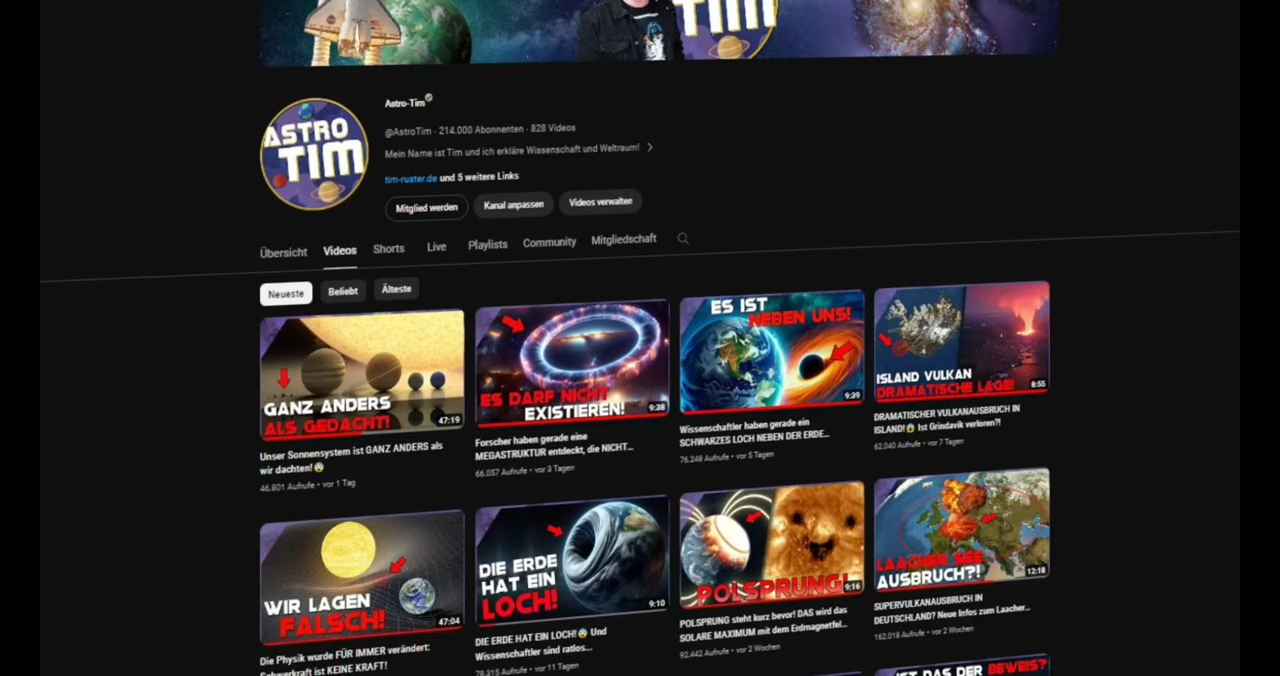 TIM
ASTRO
TIM
Astro-Tim
@AstroTim · 214.000 Abonnenten · 828 Videos
Mein Name ist Tim und ich erkläre Wissenschaft und Weltraum!
tim-ruster.de und 5 weitere Links
Mitglied werden
Kanal anpassen
Videos verwalten
Übersicht
Videos
Shorts
Live
Playlists
Community
Mitgliedschaft
Neueste
Beliebt
Älteste
GANZ ANDERS
ALS GEDACHT!
47:19
Unser Sonnensystem ist GANZ ANDERS als
wir dachten!😨
46.801 Aufrufe • vor 1 Tag
ES DARF NICHT
EXISTIEREN!
9:38
Forscher haben gerade eine
MEGASTRUKTUR entdeckt, die NICHT...
66.057 Aufrufe • vor 3 Tagen
ES IST
NEBEN UNS!
9:39
Wissenschaftler haben gerade ein
SCHWARZES LOCH NEBEN DER ERDE...
76.248 Aufrufe • vor 5 Tagen
ISLAND VULKAN
DRAMATISCHE LAGE!
8:55
DRAMATISCHER VULKANAUSBRUCH IN
ISLAND!😱 Ist Grindavik verloren?!
62.040 Aufrufe • vor 7 Tagen
WIR LAGEN
FALSCH!
47:04
Die Physik wurde FÜR IMMER verändert:
Schwerkraft ist KEINE KRAFT!
DIE ERDE
HAT EIN
LOCH!
9:10
DIE ERDE HAT EIN LOCH!😨 Und
Wissenschaftler sind ratlos...
78.315 Aufrufe • vor 11 Tagen
POLSPRUNG!
9:16
POLSPRUNG steht kurz bevor! DAS wird das
SOLARE MAXIMUM mit dem Erdmagnetfel...
92.442 Aufrufe • vor 2 Wochen
LAACHER SEE
AUSBRUCH?!
12:18
SUPERVULKANAUSBRUCH IN
DEUTSCHLAND? Neue Infos zum Laacher...
162.018 Aufrufe • vor 2 Wochen
IST DAS DER BEWEIS?